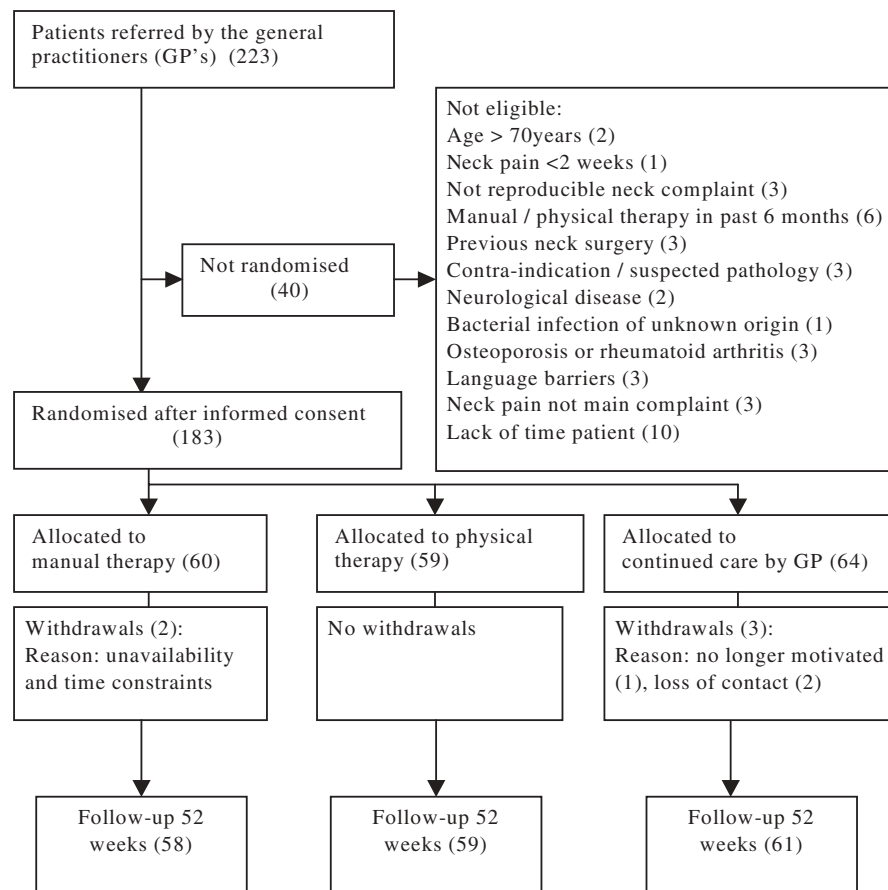 Patients referred by the general
practitioners (GP's) (223)
Not eligible:
Age > 70years (2)
Neck pain <2 weeks (1)
Not reproducible neck complaint (3)
Manual / physical therapy in past 6 months (6)
Previous neck surgery (3)
Contra-indication / suspected pathology (3)
Neurological disease (2)
Bacterial infection of unknown origin (1)
Osteoporosis or rheumatoid arthritis (3)
Language barriers (3)
Neck pain not main complaint (3)
Lack of time patient (10)
Not randomised
(40)
Randomised after informed consent
(183)
Allocated to
manual therapy (60)
Allocated to physical
therapy (59)
Allocated to
continued care by GP (64)
Withdrawals (2):
Reason: unavailability
and time constraints
No withdrawals
Withdrawals (3):
Reason: no longer motivated
(1), loss of contact (2)
Follow-up 52
weeks (58)
Follow-up 52
weeks (59)
Follow-up 52
weeks (61)